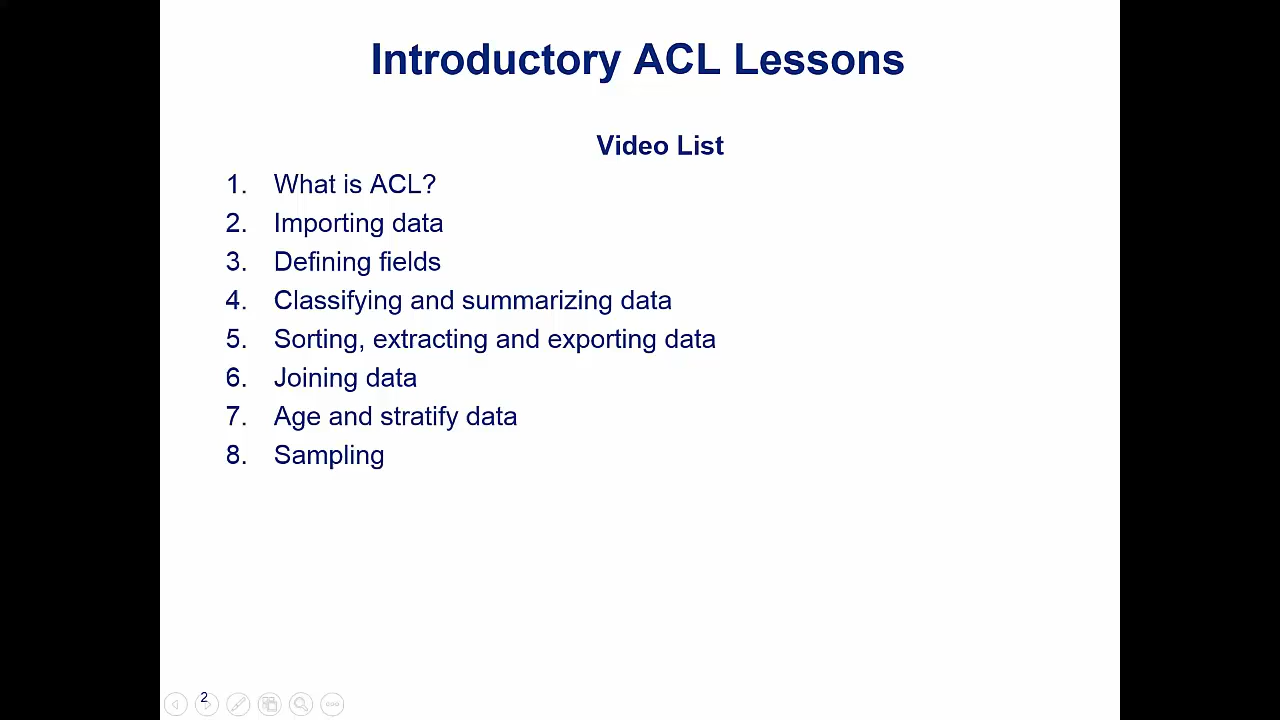 Introductory ACL Lessons
Video List
1. What is ACL?
2. Importing data
3. Defining fields
4. Classifying and summarizing data
5. Sorting, extracting and exporting data
6. Joining data
7. Age and stratify data
8. Sampling
2